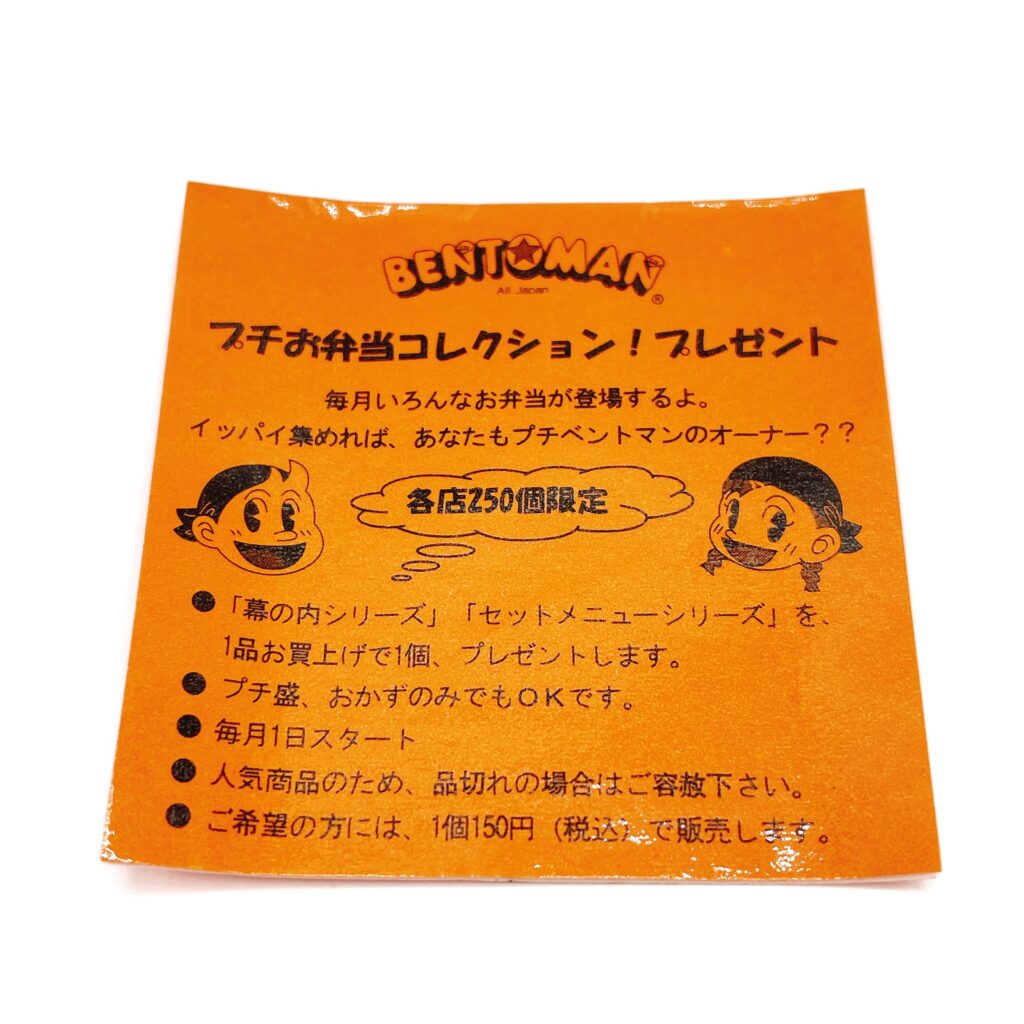 BENTOMAN
All Japan
®
プチお弁当コレクション!プレゼント
毎月いろんなお弁当が登場するよ。
イッパイ集めれば、あなたもプチベントマンのオーナー??
各店250個限定
●「幕の内シリーズ」「セットメニューシリーズ」を、
1品お買上げで1個、プレゼントします。
●プチ盛、おかずのみでもOKです。
●毎月1日スタート
●人気商品のため、品切れの場合はご容赦下さい。
●ご希望の方には、1個150円(税込)で販売します。